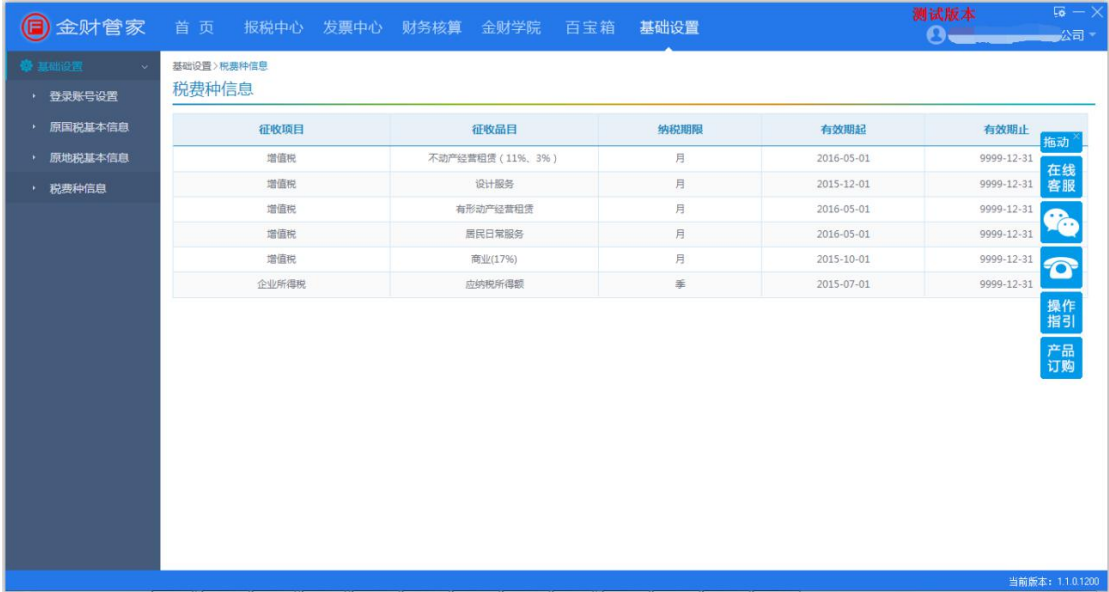 测试版本
金财管家 首 页 报税中心 发票中心 财务核算 金财学院 百宝箱 基础设置
公司
基础设置
登录账号设置
原国税基本信息
原地税基本信息
税费种信息
基础设置>税费种信息
税费种信息
征收项目 征收品目 纳税期限 有效期起 有效期止
增值税 不动产经营租赁(11%、3%) 月 2016-05-01 9999-12-31
增值税 设计服务 月 2015-12-01 9999-12-31
增值税 有形动产经营租赁 月 2016-05-01 9999-12-31
增值税 居民日常服务 月 2016-05-01 9999-12-31
增值税 商业(17%) 月 2015-10-01 9999-12-31
企业所得税 应纳税所得额 季 2015-07-01 9999-12-31
拖动
在线
客服
操作
指引
产品
订购
当前版本: 1.1.0.1200